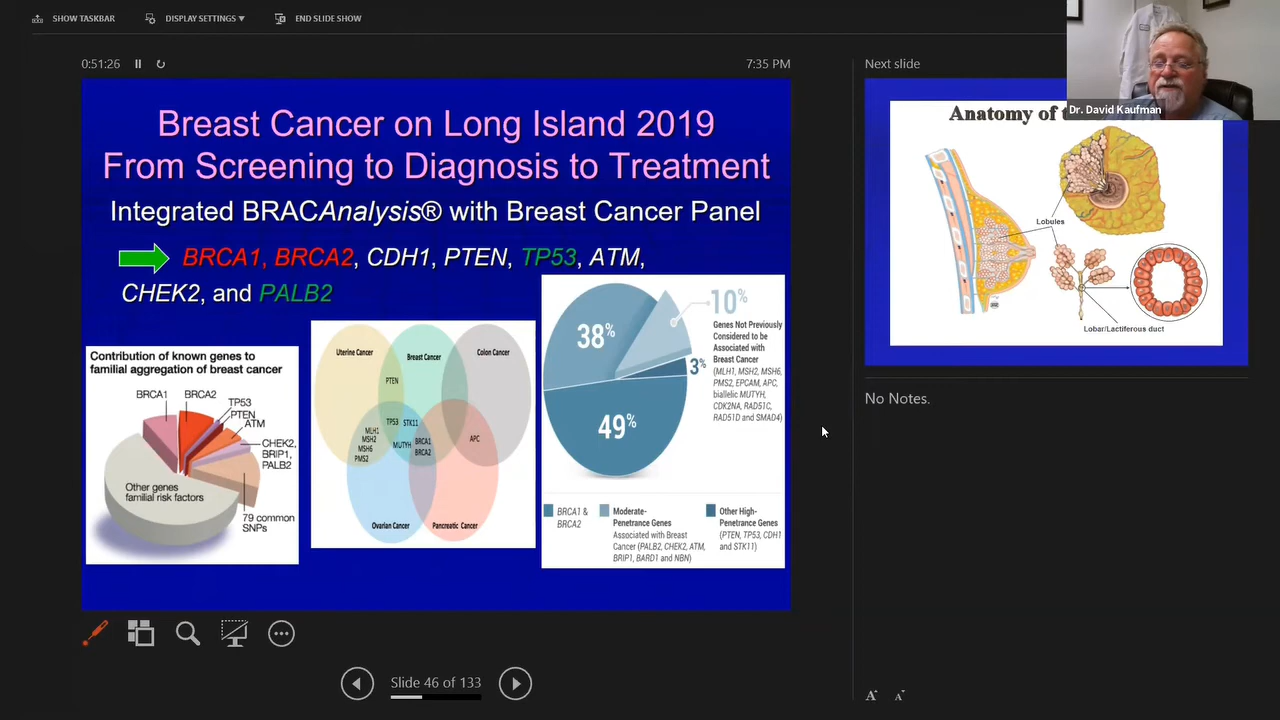 SHOW TASKBAR
DISPLAY SETTINGS ▼
END SLIDE SHOW
0:51:26
7:35 PM
Breast Cancer on Long Island 2019
From Screening to Diagnosis to Treatment
Integrated BRACAnalysis® with Breast Cancer Panel
BRCA1, BRCA2, CDH1, PTEN, TP53, ATM,
CHEK2, and PALB2
Contribution of known genes to
familial aggregation of breast cancer
BRCA1
BRCA2
TP53
PTEN
ATM
CHEK2,
BRIP1,
PALB2
Other genes
familial risk factors
79 common
SNPs
Uterine Cancer
Breast Cancer
Colon Cancer
PTEN
TP53
STK11
MLH1
MSH2
MSH6
PMS2
MUTYH
BRCA1
BRCA2
APC
Ovarian Cancer
Pancreatic Cancer
38%
10%
3%
49%
Genes Not Previously
Considered to be
Associated with
Breast Cancer
(MLH1, MSH2, MSH6,
PMS2, EPCAM, APC,
biallelic MUTYH,
CDK2NA, RAD51C,
RAD51D and SMAD4)
BRCA1 &
BRCA2
Moderate-
Penetrance Genes
Associated with Breast
Cancer (PALB2, CHEK2, ATM,
BRIP1, BARD1 and NBN)
Other High-
Penetrance Genes
(PTEN, TP53, CDH1
and STK11)
Slide 46 of 133
Next slide
Dr. David Kaufman
Anatomy of
Lobules
Lobar/Lactiferous duct
No Notes.
A
A